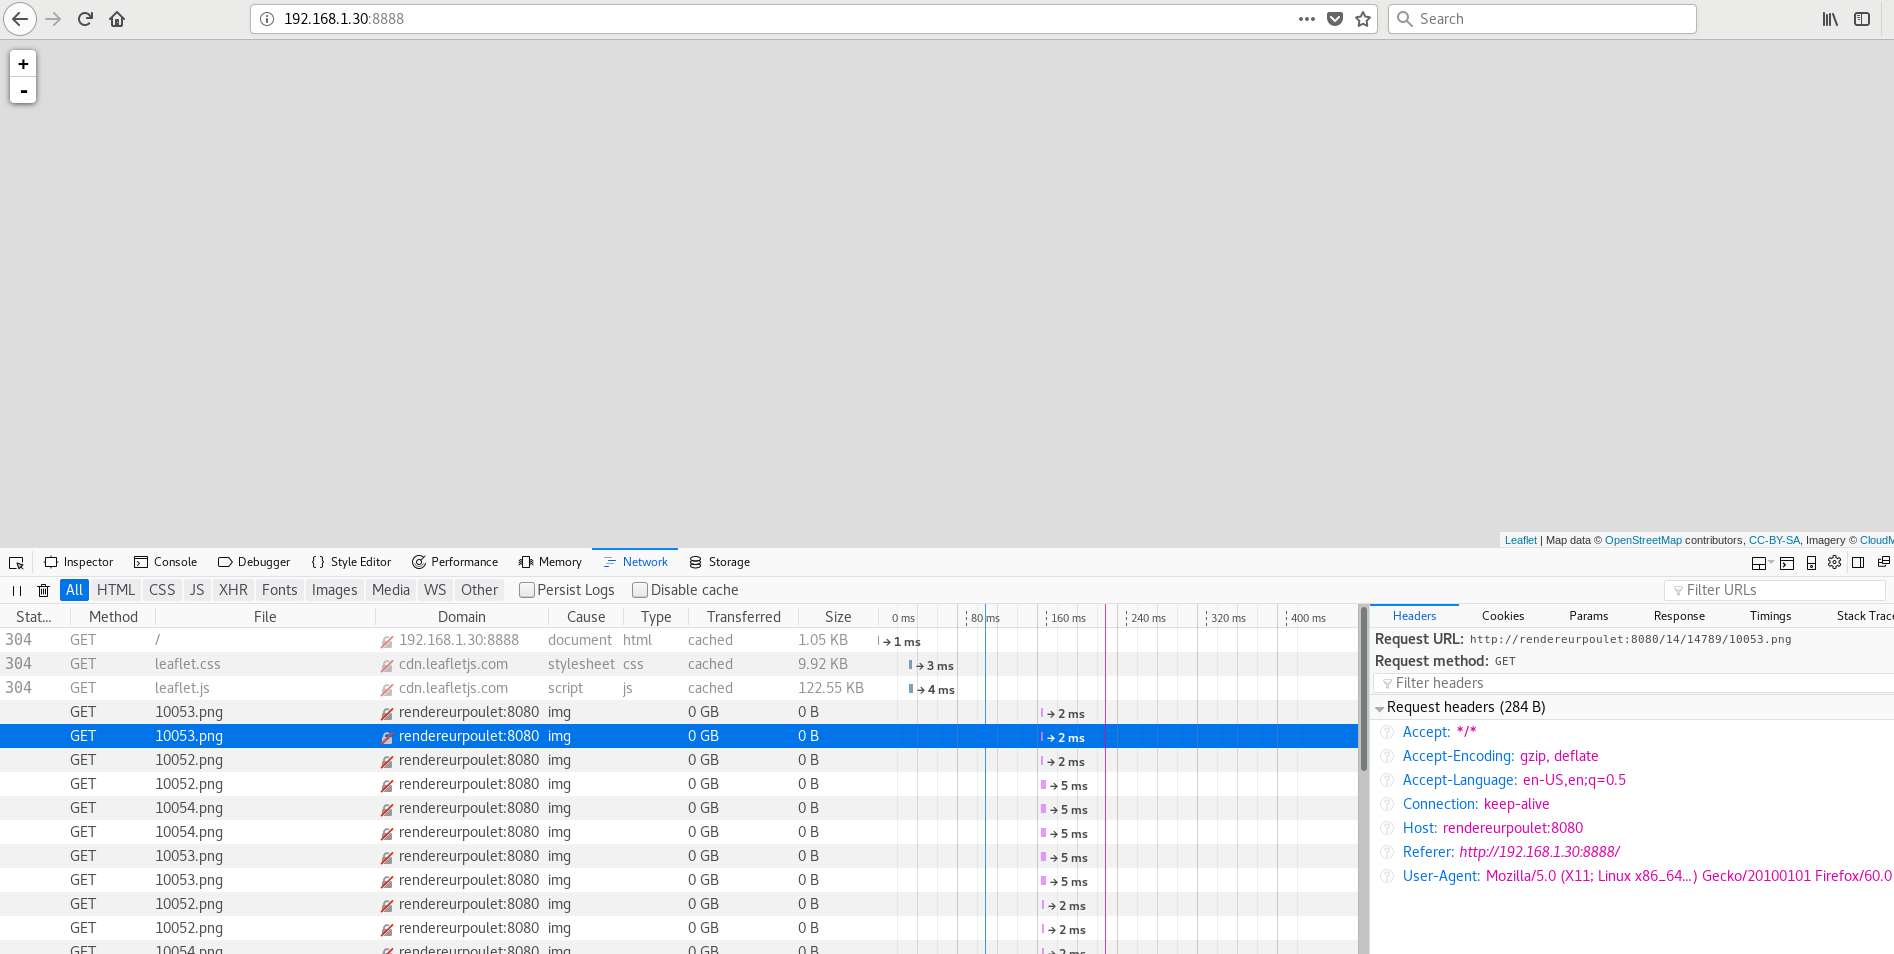 192.168.1.30:8888
Search
+
-
Leaflet | Map data © OpenStreetMap contributors, CC-BY-SA, Imagery © CloudM
Inspector Console Debugger { } Style Editor Performance Memory Network Storage
All HTML CSS JS XHR Fonts Images Media WS Other Persist Logs Disable cache Filter URLs
Stat... Method File Domain Cause Type Transferred Size 0 ms 80 ms 160 ms 240 ms 320 ms 400 ms
304 GET / 192.168.1.30:8888 document html cached 1.05 KB → 1 ms
304 GET leaflet.css cdn.leafletjs.com stylesheet css cached 9.92 KB → 3 ms
304 GET leaflet.js cdn.leafletjs.com script js cached 122.55 KB → 4 ms
GET 10053.png rendereurpoulet:8080 img 0 GB 0 B → 2 ms
GET 10053.png rendereurpoulet:8080 img 0 GB 0 B → 2 ms
GET 10052.png rendereurpoulet:8080 img 0 GB 0 B → 2 ms
GET 10052.png rendereurpoulet:8080 img 0 GB 0 B → 5 ms
GET 10054.png rendereurpoulet:8080 img 0 GB 0 B → 5 ms
GET 10054.png rendereurpoulet:8080 img 0 GB 0 B → 5 ms
GET 10053.png rendereurpoulet:8080 img 0 GB 0 B → 5 ms
GET 10053.png rendereurpoulet:8080 img 0 GB 0 B → 5 ms
GET 10052.png rendereurpoulet:8080 img 0 GB 0 B → 2 ms
GET 10052.png rendereurpoulet:8080 img 0 GB 0 B → 2 ms
GET 10054.png rendereurpoulet:8080 img 0 GB 0 B → 2 ms
Headers Cookies Params Response Timings Stack Trace
Request URL: http://rendereurpoulet:8080/14/14789/10053.png
Request method: GET
Filter headers
Request headers (284 B)
? Accept: */*
? Accept-Encoding: gzip, deflate
? Accept-Language: en-US,en;q=0.5
? Connection: keep-alive
? Host: rendereurpoulet:8080
? Referer: http://192.168.1.30:8888/
? User-Agent: Mozilla/5.0 (X11; Linux x86_64...) Gecko/20100101 Firefox/60.0